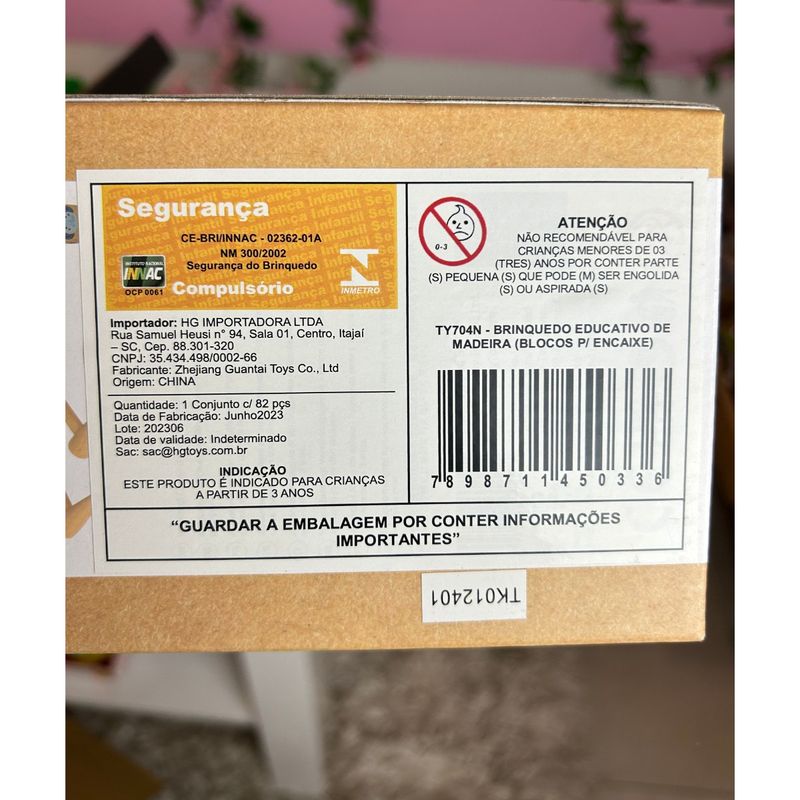 Segurança
CE-BRI/INNAC - 02362-01A
NM 300/2002
Segurança do Brinquedo
INSTITUTO NACIONAL
INNAC
OCP 0061
Compulsório
INMETRO
Importador: HG IMPORTADORA LTDA
Rua Samuel Heusi n° 94, Sala 01, Centro, Itajaí
– SC, Cep. 88.301-320
CNPJ: 35.434.498/0002-66
Fabricante: Zhejiang Guantai Toys Co., Ltd
Origem: CHINA
Quantidade: 1 Conjunto c/ 82 pçs
Data de Fabricação: Junho2023
Lote: 202306
Data de validade: Indeterminado
Sac: sac@hgtoys.com.br
INDICAÇÃO
ESTE PRODUTO É INDICADO PARA CRIANÇAS
A PARTIR DE 3 ANOS
0-3
ATENÇÃO
NÃO RECOMENDÁVEL PARA
CRIANÇAS MENORES DE 03
(TRES) ANOS POR CONTER PARTE
(S) PEQUENA (S) QUE PODE (M) SER ENGOLIDA
(S) OU ASPIRADA (S)
TY704N - BRINQUEDO EDUCATIVO DE
MADEIRA (BLOCOS P/ ENCAIXE)
7898711450336
“GUARDAR A EMBALAGEM POR CONTER INFORMAÇÕES
IMPORTANTES”
TK012401